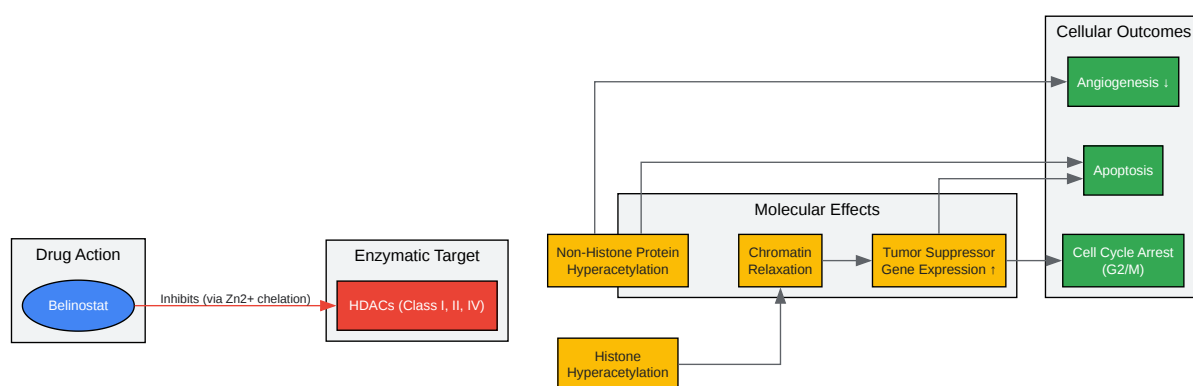 Drug Action
Belinostat
Inhibits (via Zn2+ chelation)
Enzymatic Target
HDACs (Class I, II, IV)
Non-Histone Protein
Hyperacetylation
Histone
Hyperacetylation
Molecular Effects
Chromatin
Relaxation
Tumor Suppressor
Gene Expression ↑
Cellular Outcomes
Angiogenesis ↓
Apoptosis
Cell Cycle Arrest
(G2/M)